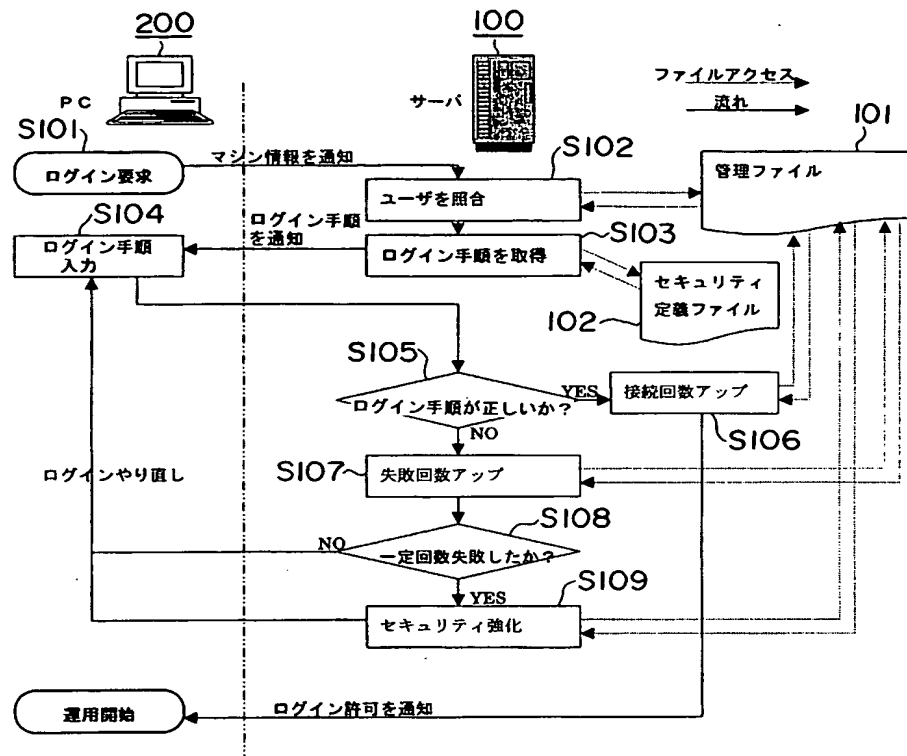 200
100
PC
サーバ
ファイルアクセス
流れ
S101
ログイン要求
マシン情報を通知
S102
ユーザを照合
101
管理ファイル
S104
ログイン手順
入力
ログイン手順
を通知
S103
ログイン手順を取得
セキュリティ
定義ファイル
102
S105
ログイン手順が正しいか?
YES
接続回数アップ
S106
NO
S107
失敗回数アップ
ログインやり直し
S108
一定回数失敗したか?
NO
YES
S109
セキュリティ強化
運用開始
ログイン許可を通知